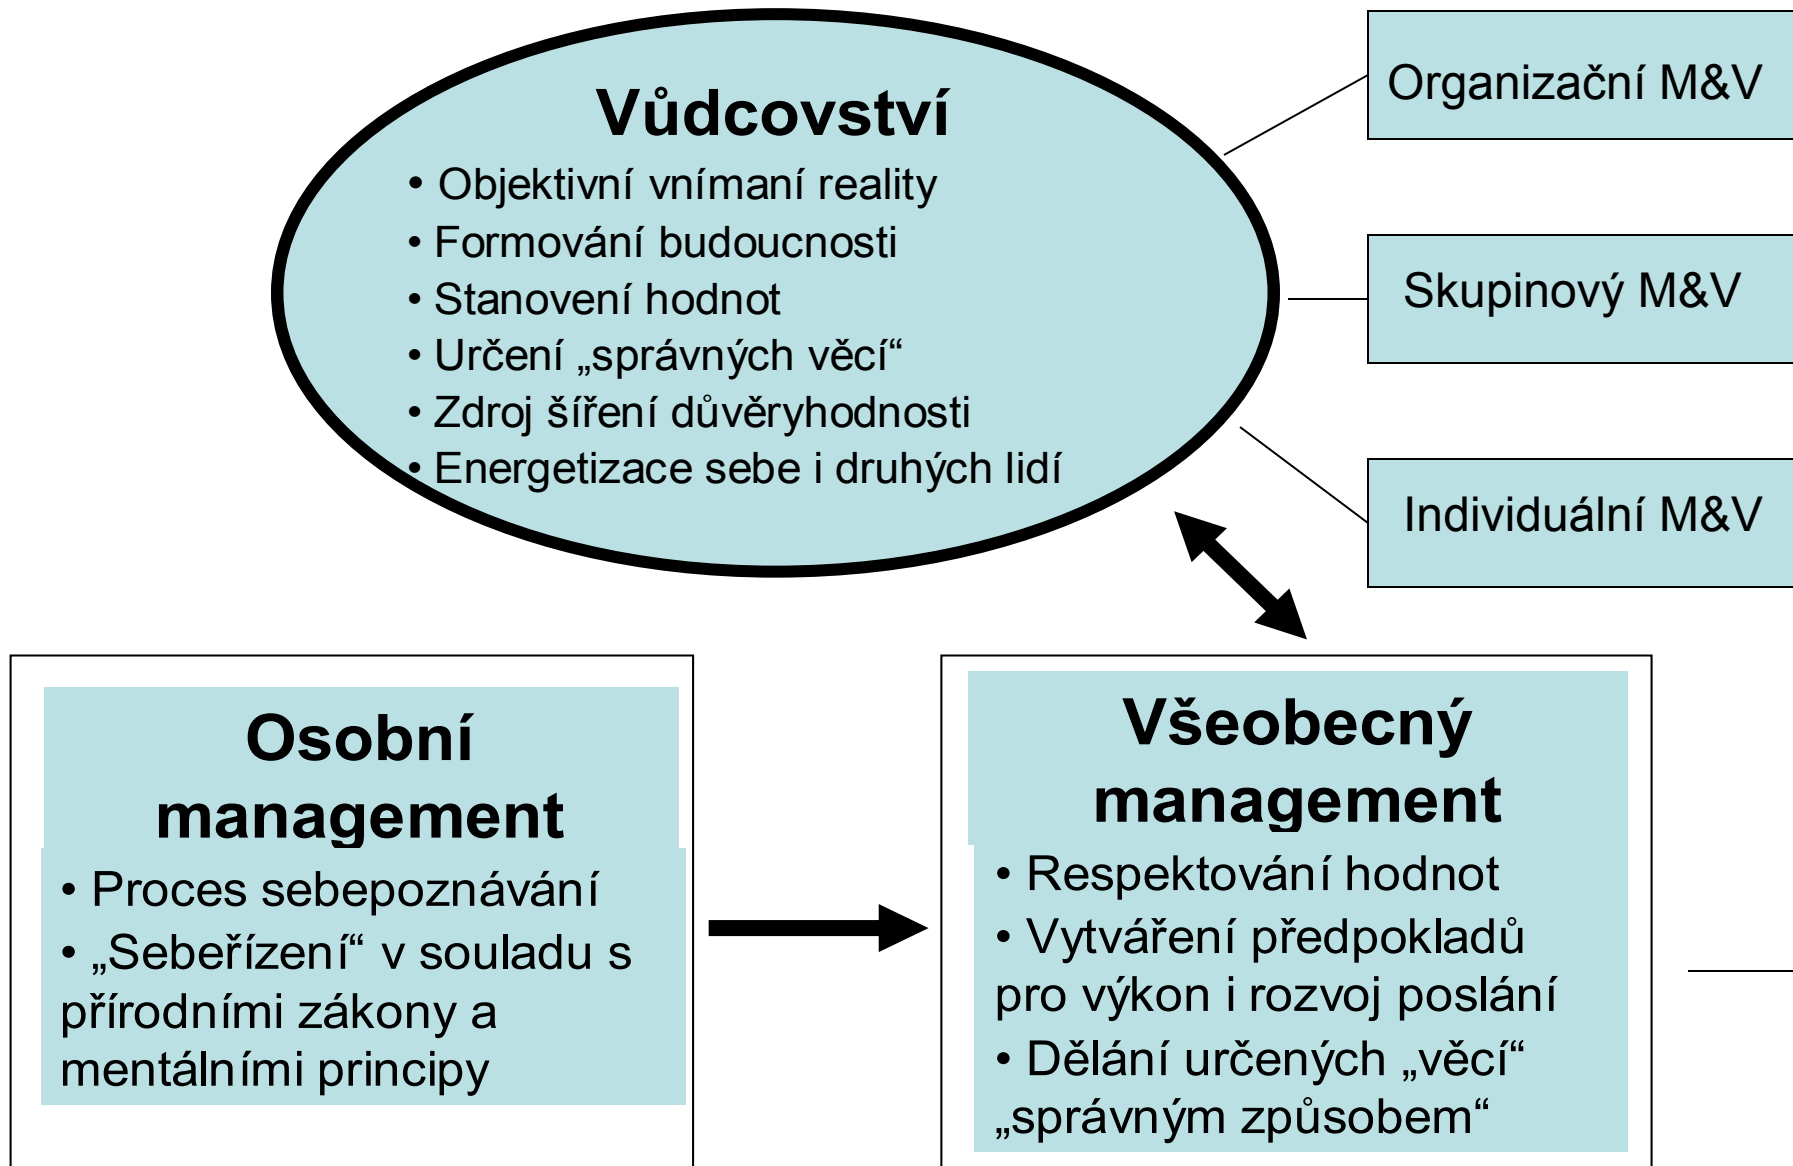 Vůdcovství
• Objektivní vnímaní reality
• Formování budoucnosti
• Stanovení hodnot
• Určení „správných věcí“
• Zdroj šíření důvěryhodnosti
• Energetizace sebe i druhých lidí
Organizační M&V
Skupinový M&V
Individuální M&V
Osobní
management
• Proces sebepoznávání
• „Sebeřízení“ v souladu s
přírodními zákony a
mentálními principy
Všeobecný
management
• Respektování hodnot
• Vytváření předpokladů
pro výkon i rozvoj poslání
• Dělání určených „věcí“
„správným způsobem“